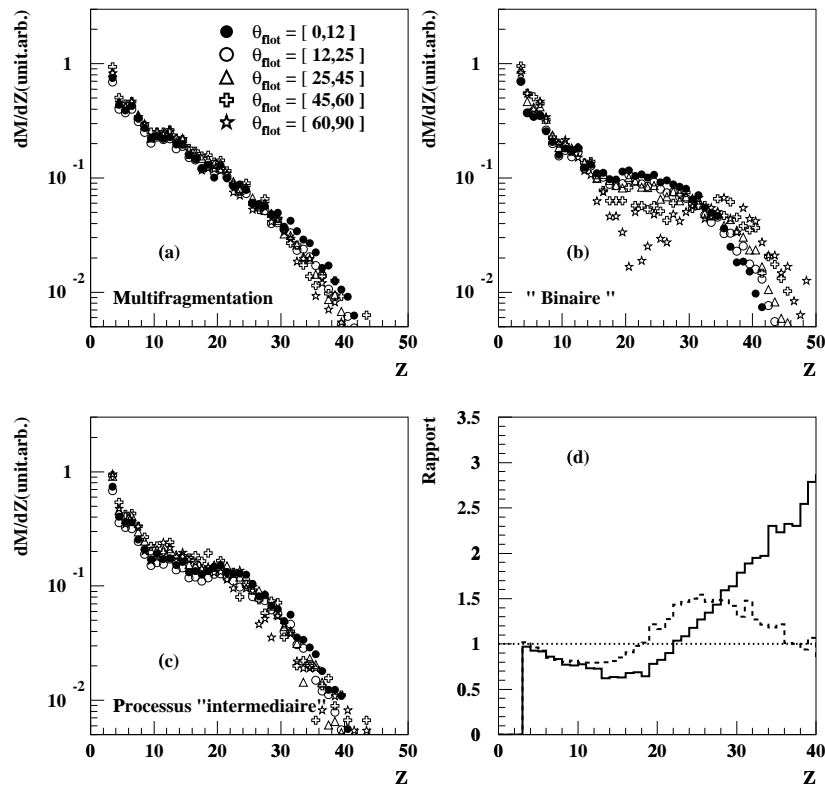 dM/dZ(unit.arb.)
1
10⁻¹
10⁻²
θflot = [ 0,12 ]
θflot = [ 12,25 ]
θflot = [ 25,45 ]
θflot = [ 45,60 ]
θflot = [ 60,90 ]
(a)
Multifragmentation
0 10 20 30 40 50
Z
dM/dZ(unit.arb.)
1
10⁻¹
10⁻²
(b)
" Binaire "
0 10 20 30 40 50
Z
dM/dZ(unit.arb.)
1
10⁻¹
10⁻²
(c)
Processus "intermediaire"
0 10 20 30 40 50
Z
Rapport
3.5
3
2.5
2
1.5
1
0.5
0
(d)
0 10 20 30 40
Z